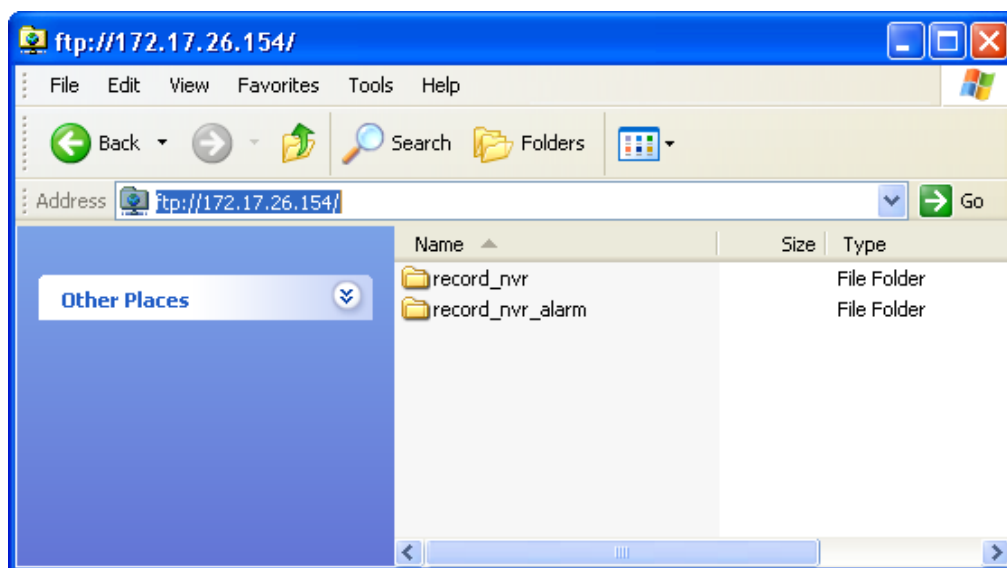 ftp://172.17.26.154/
File Edit View Favorites Tools Help
Back Search Folders
Address ftp://172.17.26.154/ Go
Name Size Type
Other Places
record_nvr File Folder
record_nvr_alarm File Folder